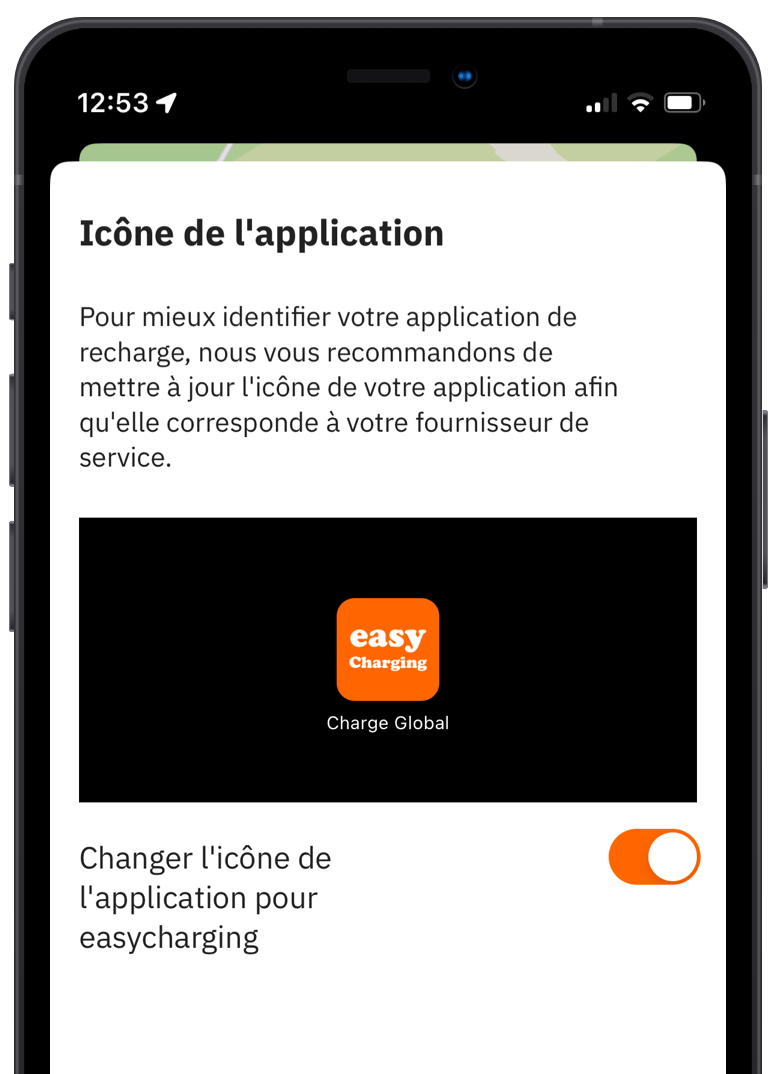 12:53
Icône de l'application
Pour mieux identifier votre application de
recharge, nous vous recommandons de
mettre à jour l'icône de votre application afin
qu'elle corresponde à votre fournisseur de
service.
easy
Charging
Charge Global
Changer l'icône de
l'application pour
easycharging